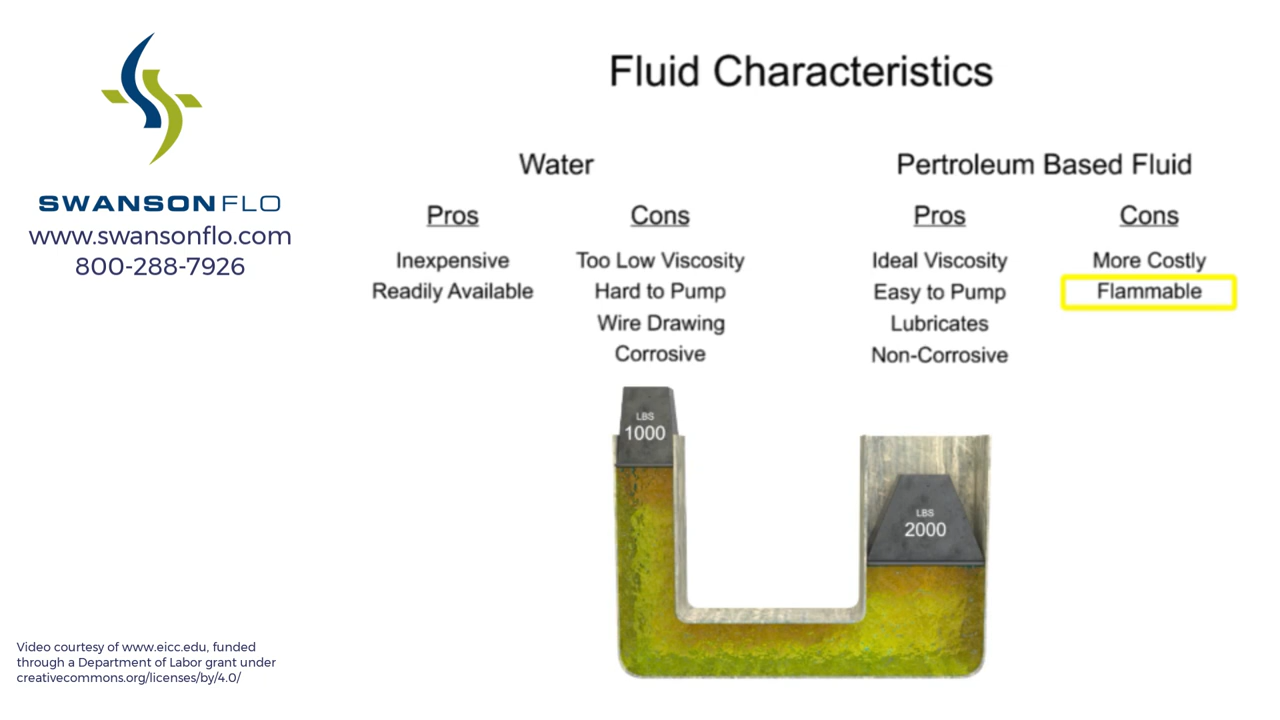 SWANSON FLO
www.swansonflo.com
800-288-7926
Fluid Characteristics
Water
Pros
Inexpensive
Readily Available
Cons
Too Low Viscosity
Hard to Pump
Wire Drawing
Corrosive
Pertroleum Based Fluid
Pros
Ideal Viscosity
Easy to Pump
Lubricates
Non-Corrosive
Cons
More Costly
Flammable
LBS
1000
LBS
2000
Video courtesy of www.eicc.edu, funded
through a Department of Labor grant under
creativecommons.org/licenses/by/4.0/